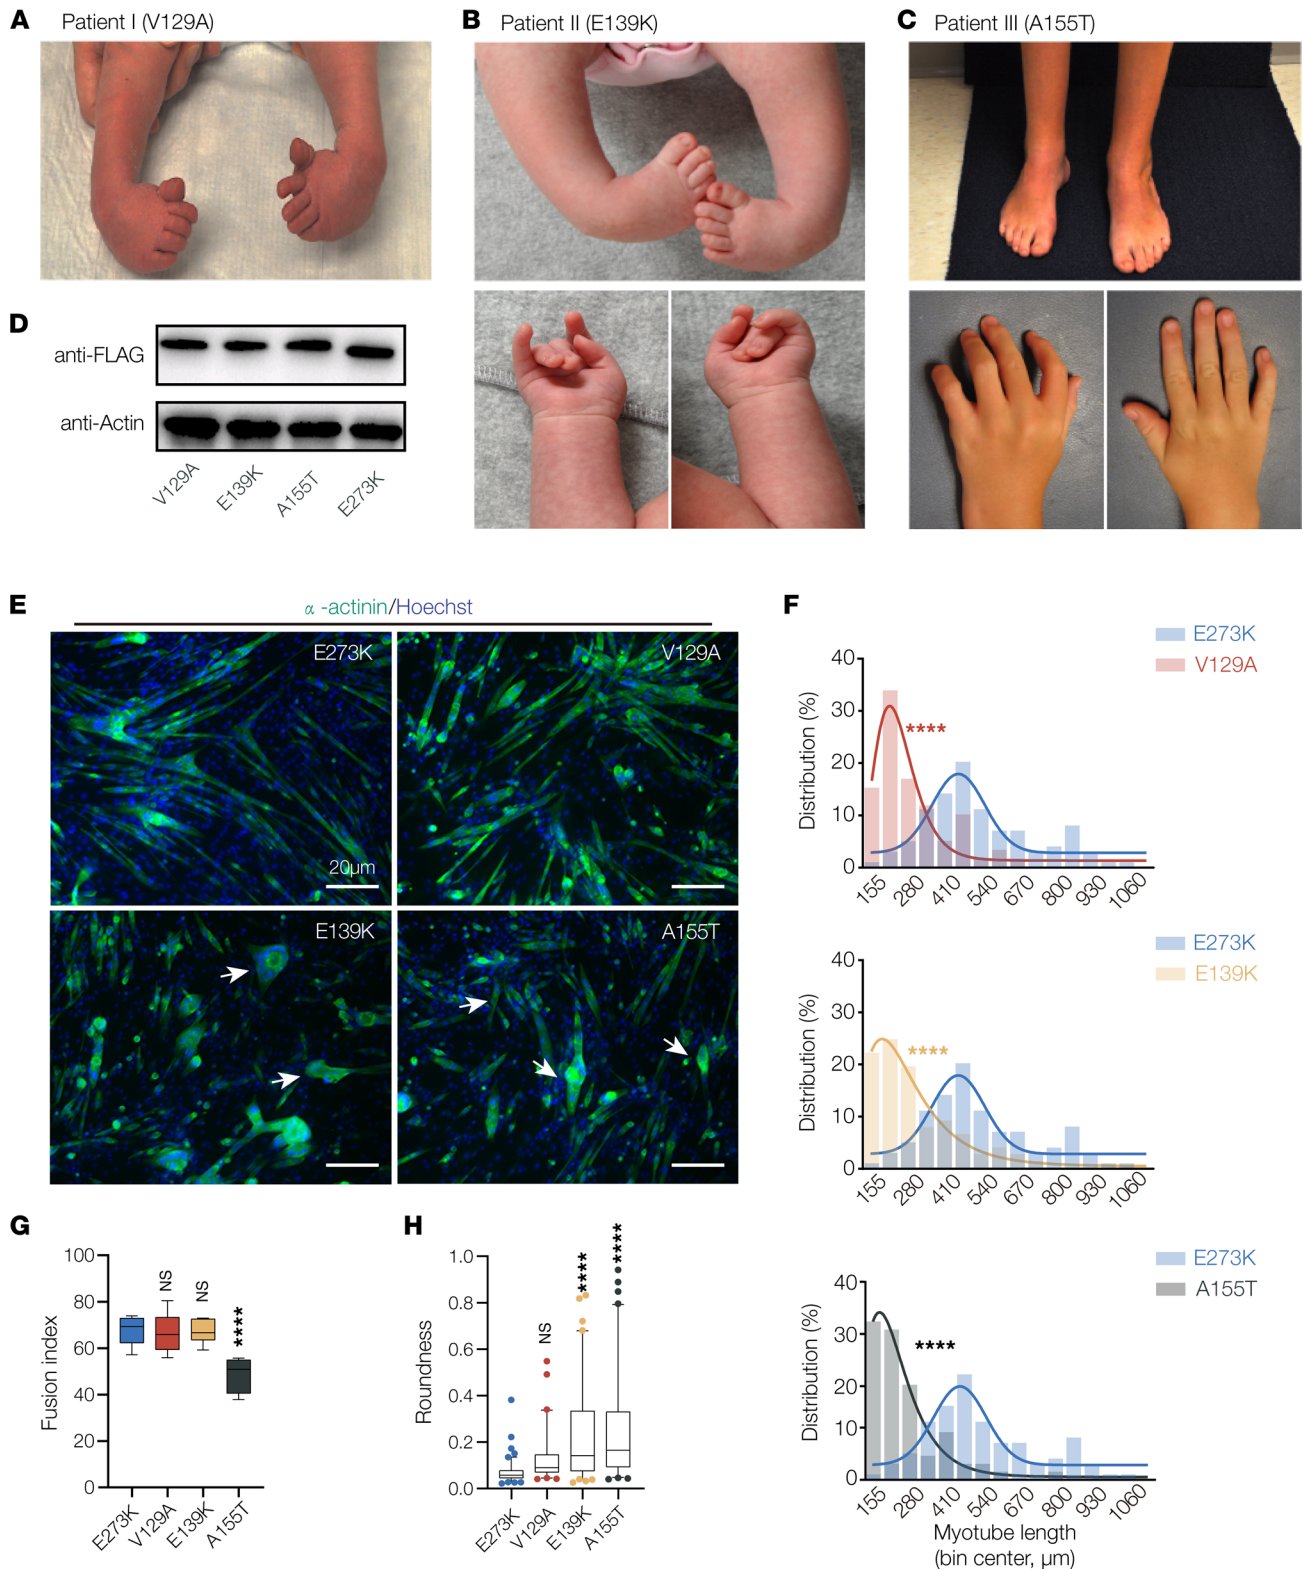 A Patient I (V129A)
B Patient II (E139K)
C Patient III (A155T)
D
anti-FLAG
anti-Actin
V129A E139K A155T E273K
E
α-actinin/Hoechst
E273K
V129A
20μm
E139K
A155T
F
E273K
V129A
Distribution (%)
40
30
20
10
0
****
155 280 410 540 670 800 930 1060
E273K
E139K
Distribution (%)
40
30
20
10
0
****
155 280 410 540 670 800 930 1060
E273K
A155T
Distribution (%)
40
30
20
10
0
****
155 280 410 540 670 800 930 1060
Myotube length
(bin center, μm)
G
Fusion index
100
80
60
40
20
0
NS NS ****
E273K V129A E139K A155T
H
Roundness
1.0
0.8
0.6
0.4
0.2
0.0
NS **** ****
E273K V129A E139K A155T